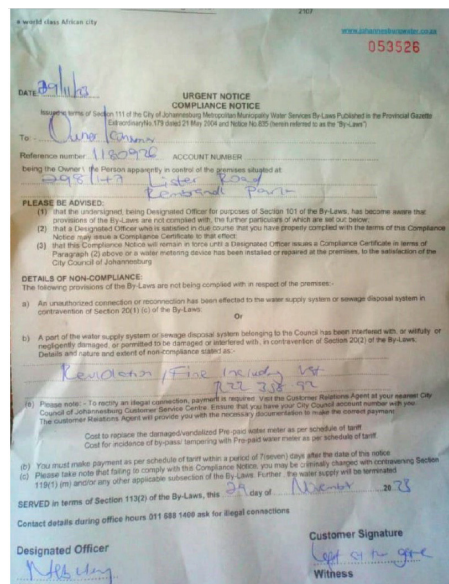 a world class African city
www.johannesburgwater.co.za
053526
DATE 29/11/23
URGENT NOTICE
COMPLIANCE NOTICE
Issued in terms of Section 111 of the City of Johannesburg Metropolitan Municipality Water Services By-Laws Published in the Provincial Gazette
Extraordinary No.179 dated 21 May 2004 and Notice No 835 (herein referred to as the "By-Laws")
To: Owner/Consumer
Reference number 1180926 ACCOUNT NUMBER
being the Owner / the Person apparently in control of the premises situated at:
298/147 Lister Road
Rembrandt Park
PLEASE BE ADVISED:
(1) that the undersigned, being Designated Officer for purposes of Section 101 of the By-Laws, has become aware that
provisions of the By-Laws are not complied with, the further particulars of which are set out below;
(2) that a Designated Officer who is satisfied in due course that you have properly complied with the terms of this Compliance
Notice may issue a Compliance Certificate to that effect;
(3) that this Compliance Notice will remain in force until a Designated Officer issues a Compliance Certificate in terms of
Paragraph (2) above or a water metering device has been installed or repaired at the premises, to the satisfaction of the
City Council of Johannesburg
DETAILS OF NON-COMPLIANCE:
The following provisions of the By-Laws are not being complied with in respect of the premises:-
a) An unauthorized connection or reconnection has been effected to the water supply system or sewage disposal system in
contravention of Section 20(1) (c) of the By-Laws:
Or
b) A part of the water supply system or sewage disposal system belonging to the Council has been interfered with, or willfully or
negligently damaged, or permitted to be damaged or interfered with, in contravention of Section 20(2) of the By-Laws:
Details and nature and extent of non-compliance stated as:-
Fine Including Vat
R22 338 92
(a) Please note: - To rectify an illegal connection, payment is required. Visit the Customer Relations Agent at your nearest City
Council of Johannesburg Customer Service Centre. Ensure that you have your City Council account number with you.
The customer Relations Agent will provide you with the necessary documentation to make the correct payment:
Cost to replace the damaged/vandalized Pre-paid water meter as per schedule of tariff
Cost for incidence of by-pass/ tampering with Pre-paid water meter as per schedule of tariff
(b) You must make payment as per schedule of tariff within a period of 7(seven) days after the date of this notice
(c) Please take note that failing to comply with this Compliance Notice, you may be criminally charged with contravening Section
119(1) (m) and/or any other applicable subsection of the By-Laws. Further, the water supply will be terminated
SERVED in terms of Section 113(2) of the By-Laws, this 29 day of November 2023
Contact details during office hours 011 688 1400 ask for illegal connections
Designated Officer
Customer Signature
Left at the gate
Witness